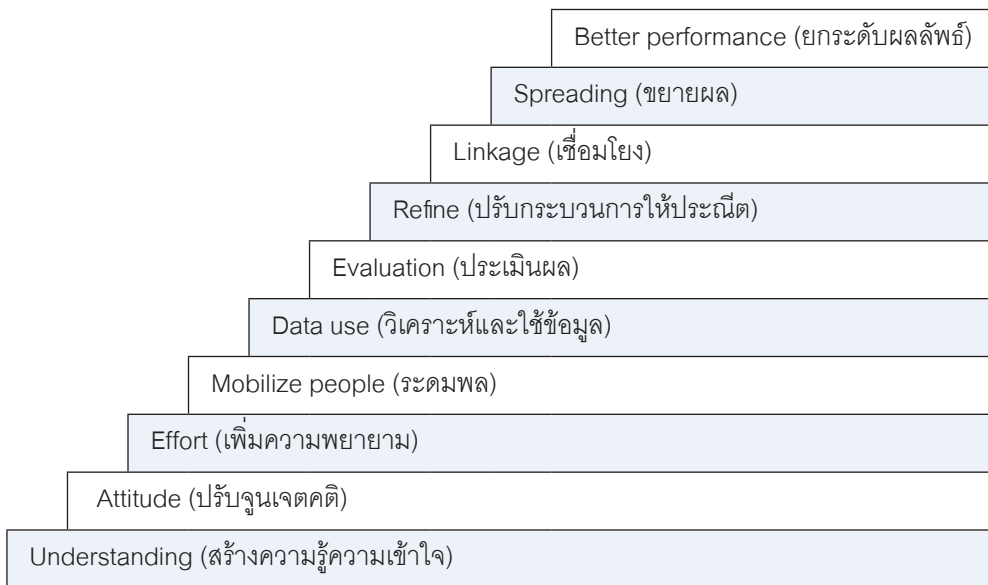 Better performance (ยกระดับผลลัพธ์)
Spreading (ขยายผล)
Linkage (เชื่อมโยง)
Refine (ปรับกระบวนการให้ประณีต)
Evaluation (ประเมินผล)
Data use (วิเคราะห์และใช้ข้อมูล)
Mobilize people (ระดมพล)
Effort (เพิ่มความพยายาม)
Attitude (ปรับจูนเจตคติ)
Understanding (สร้างความรู้ความเข้าใจ)